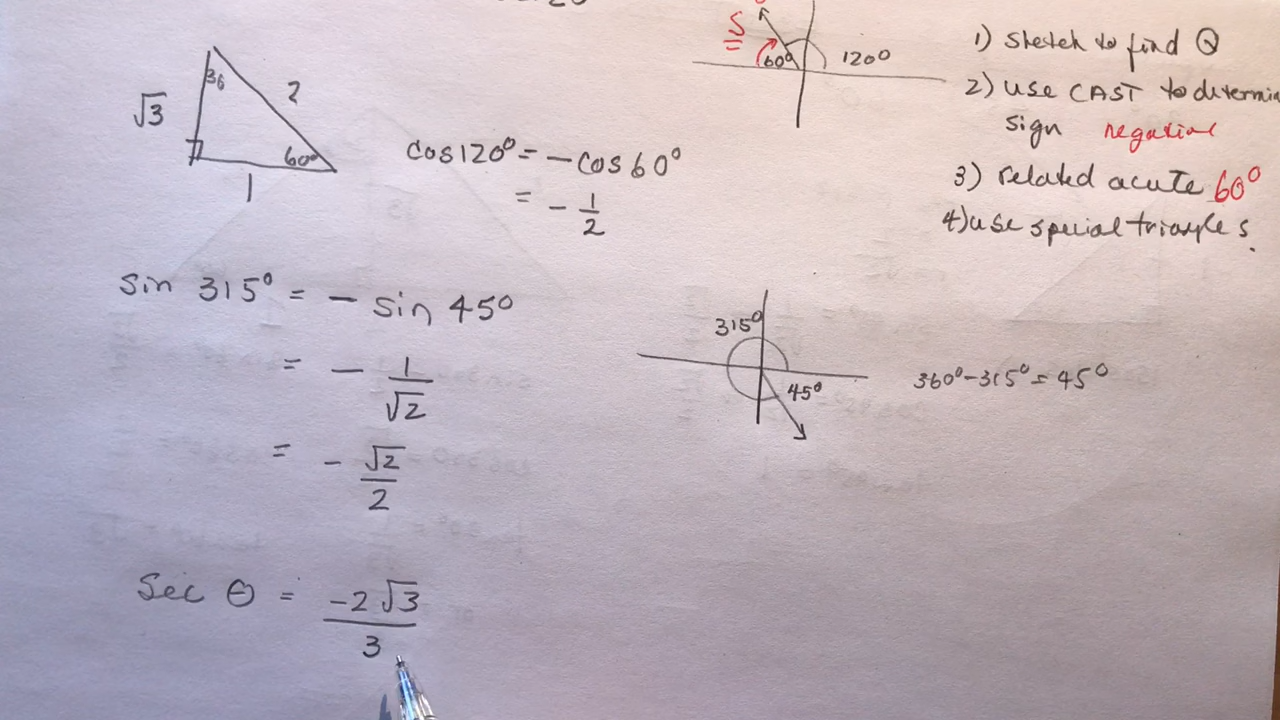 S
60° 120°
1) sketch to find Q
2) use CAST to determin
sign negative
3) related acute 60°
4) use special triangles.
√3
30
2
60°
1
cos120° = - cos 60°
= - 1/2
sin 315° = - sin 45°
= - 1/√2
= - √2/2
315°
45°
360° - 315° = 45°
Sec θ = -2√3/3